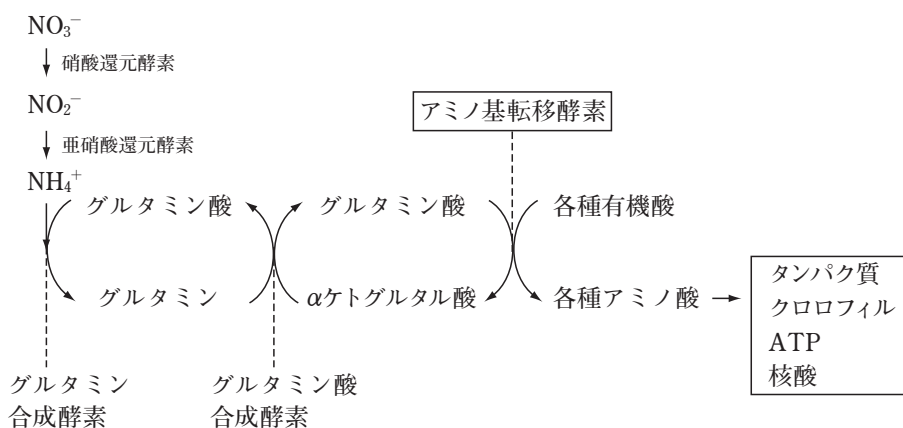 NO₃⁻
硝酸還元酵素
NO₂⁻
亜硝酸還元酵素
NH₄⁺
アミノ基転移酵素
グルタミン酸
グルタミン酸
各種有機酸
グルタミン
αケトグルタル酸
各種アミノ酸
タンパク質
クロロフィル
ATP
核酸
グルタミン
合成酵素
グルタミン酸
合成酵素